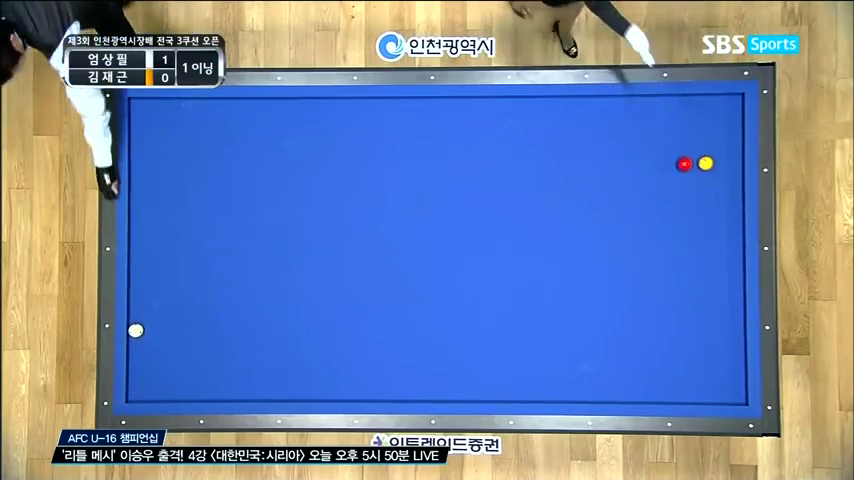 제3회 인천광역시장배 전국 3쿠션 오픈
엄상필 1
김재근 0
1 이닝
인천광역시
SBS Sports
이트레이드증권
AFC U-16 챔피언십
'리틀 메시' 이승우 출격! 4강 <대한민국:시리아> 오늘 오후 5시 50분 LIVE